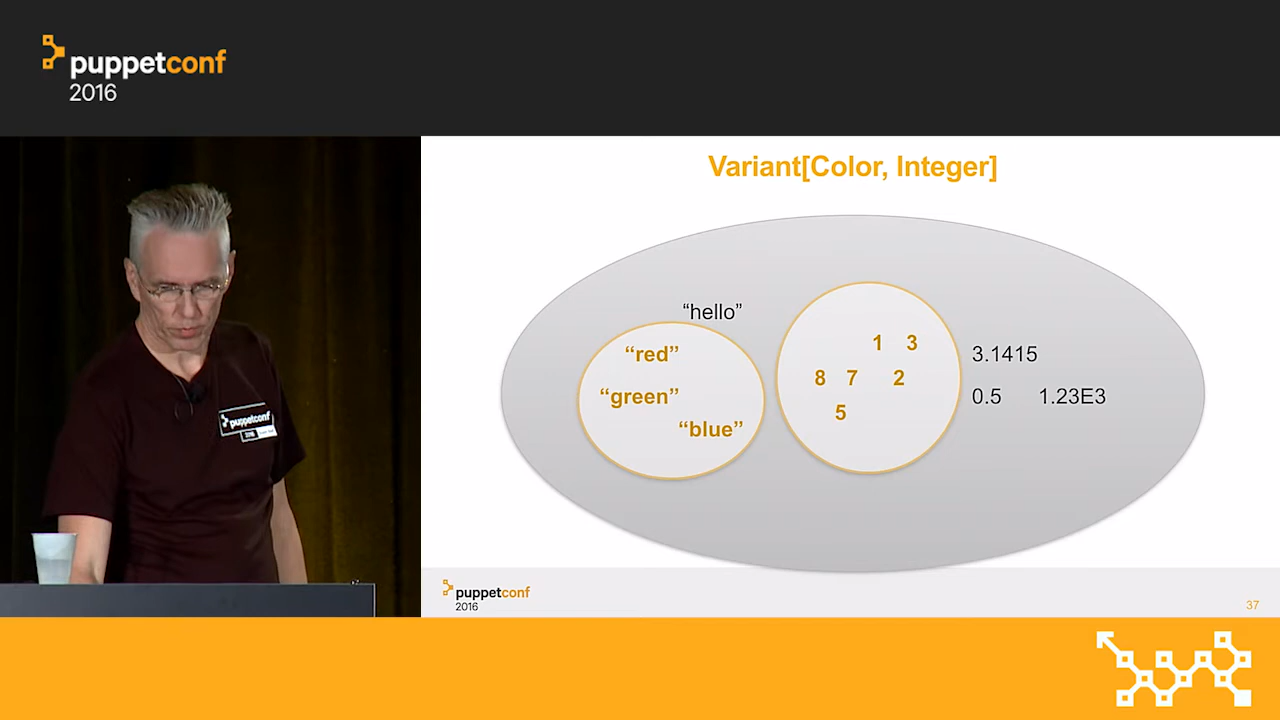 puppetconf
2016
Variant[Color, Integer]
“hello”
“red”
“green”
“blue”
1 3
8 7 2
5
3.1415
0.5 1.23E3
puppetconf
puppetconf
2016
37